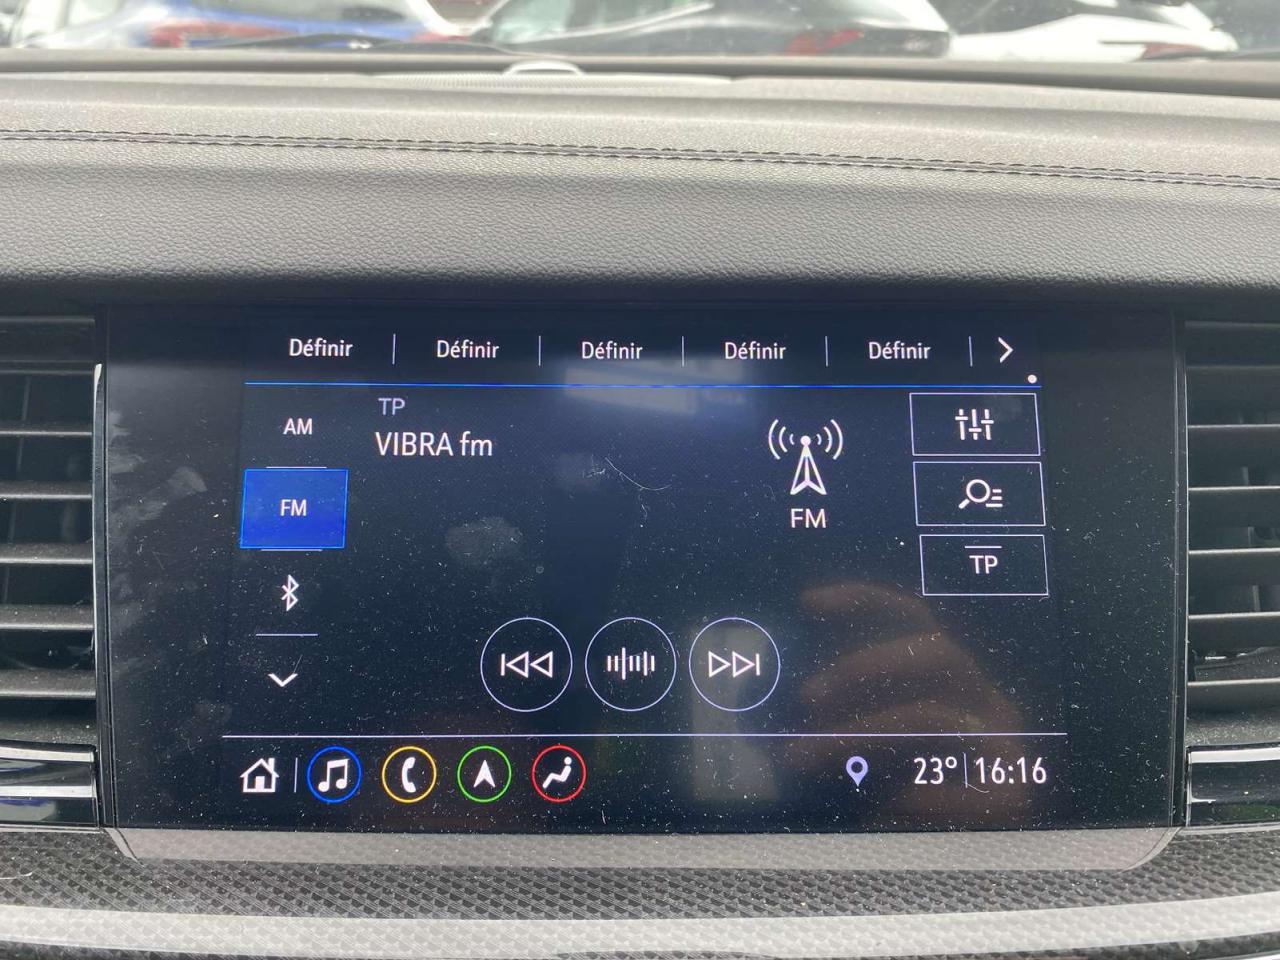 Définir Définir Définir Définir Définir
AM
TP
VIBRA fm
FM
FM
TP
23° 16:16